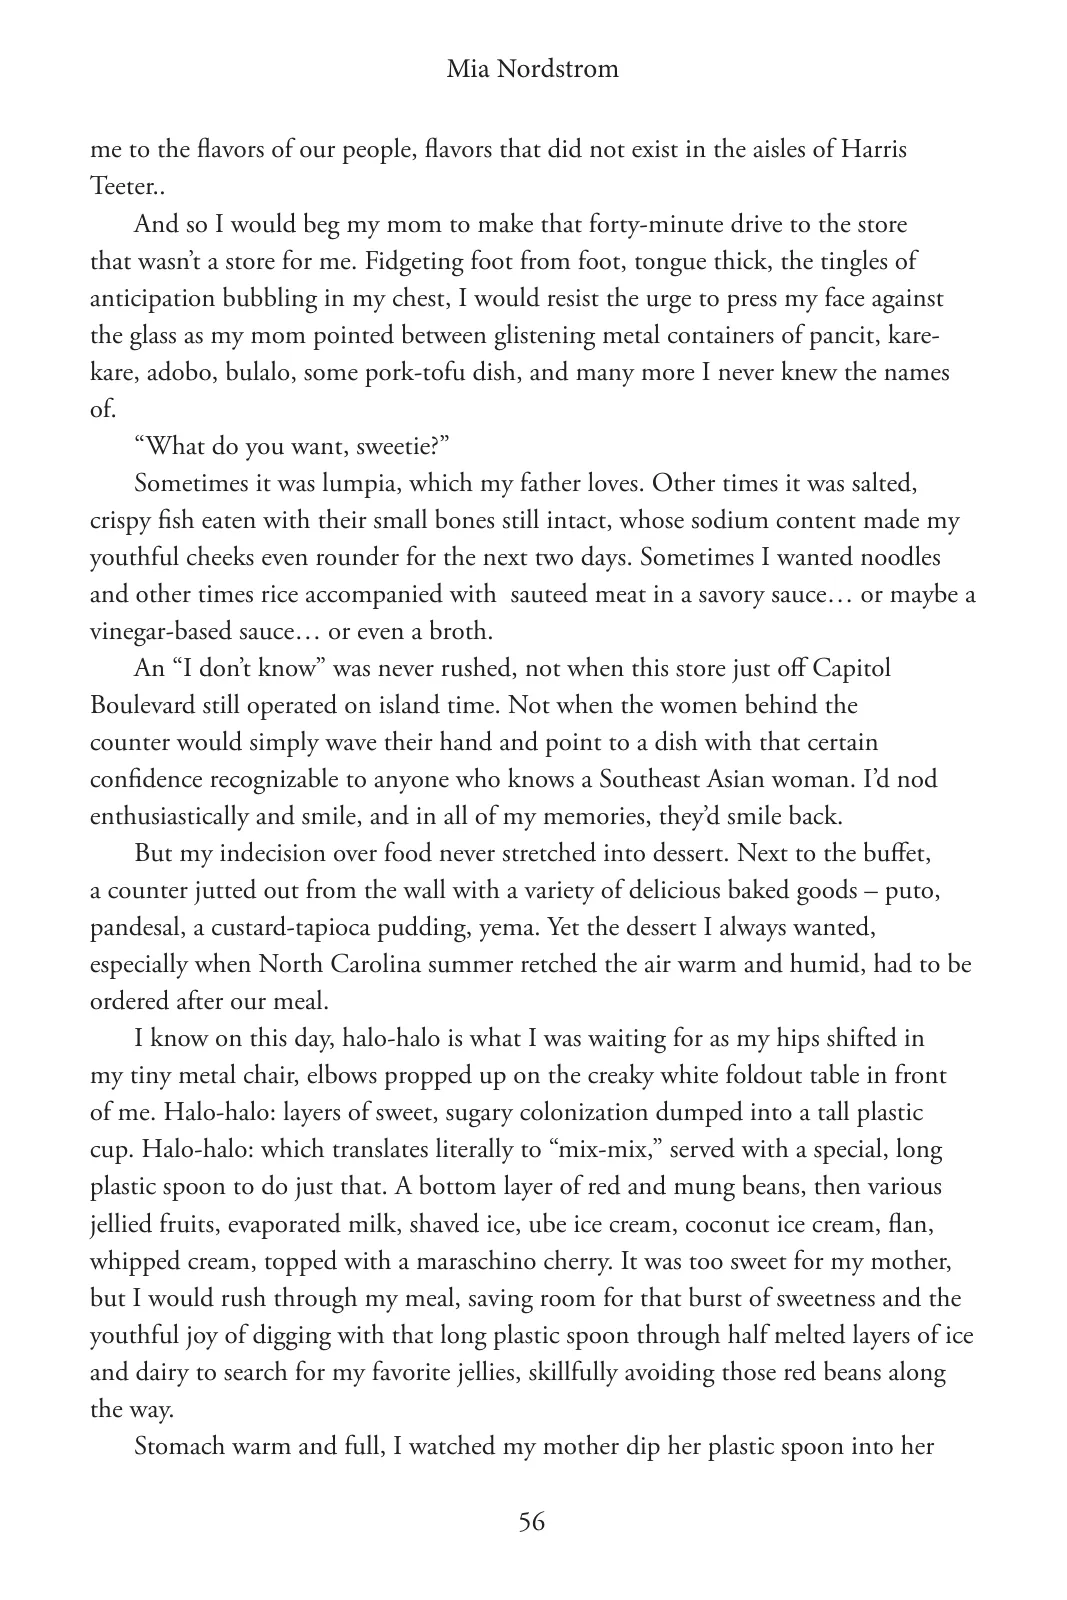 Mia Nordstrom
me to the flavors of our people, flavors that did not exist in the aisles of Harris
Teeter..
And so I would beg my mom to make that forty-minute drive to the store
that wasn’t a store for me. Fidgeting foot from foot, tongue thick, the tingles of
anticipation bubbling in my chest, I would resist the urge to press my face against
the glass as my mom pointed between glistening metal containers of pancit, kare-
kare, adobo, bulalo, some pork-tofu dish, and many more I never knew the names
of.
“What do you want, sweetie?”
Sometimes it was lumpia, which my father loves. Other times it was salted,
crispy fish eaten with their small bones still intact, whose sodium content made my
youthful cheeks even rounder for the next two days. Sometimes I wanted noodles
and other times rice accompanied with  sauteed meat in a savory sauce… or maybe a
vinegar-based sauce… or even a broth.
An “I don’t know” was never rushed, not when this store just off Capitol
Boulevard still operated on island time. Not when the women behind the
counter would simply wave their hand and point to a dish with that certain
confidence recognizable to anyone who knows a Southeast Asian woman. I’d nod
enthusiastically and smile, and in all of my memories, they’d smile back.
But my indecision over food never stretched into dessert. Next to the buffet,
a counter jutted out from the wall with a variety of delicious baked goods – puto,
pandesal, a custard-tapioca pudding, yema. Yet the dessert I always wanted,
especially when North Carolina summer retched the air warm and humid, had to be
ordered after our meal.
I know on this day, halo-halo is what I was waiting for as my hips shifted in
my tiny metal chair, elbows propped up on the creaky white foldout table in front
of me. Halo-halo: layers of sweet, sugary colonization dumped into a tall plastic
cup. Halo-halo: which translates literally to “mix-mix,” served with a special, long
plastic spoon to do just that. A bottom layer of red and mung beans, then various
jellied fruits, evaporated milk, shaved ice, ube ice cream, coconut ice cream, flan,
whipped cream, topped with a maraschino cherry. It was too sweet for my mother,
but I would rush through my meal, saving room for that burst of sweetness and the
youthful joy of digging with that long plastic spoon through half melted layers of ice
and dairy to search for my favorite jellies, skillfully avoiding those red beans along
the way.
Stomach warm and full, I watched my mother dip her plastic spoon into her
56